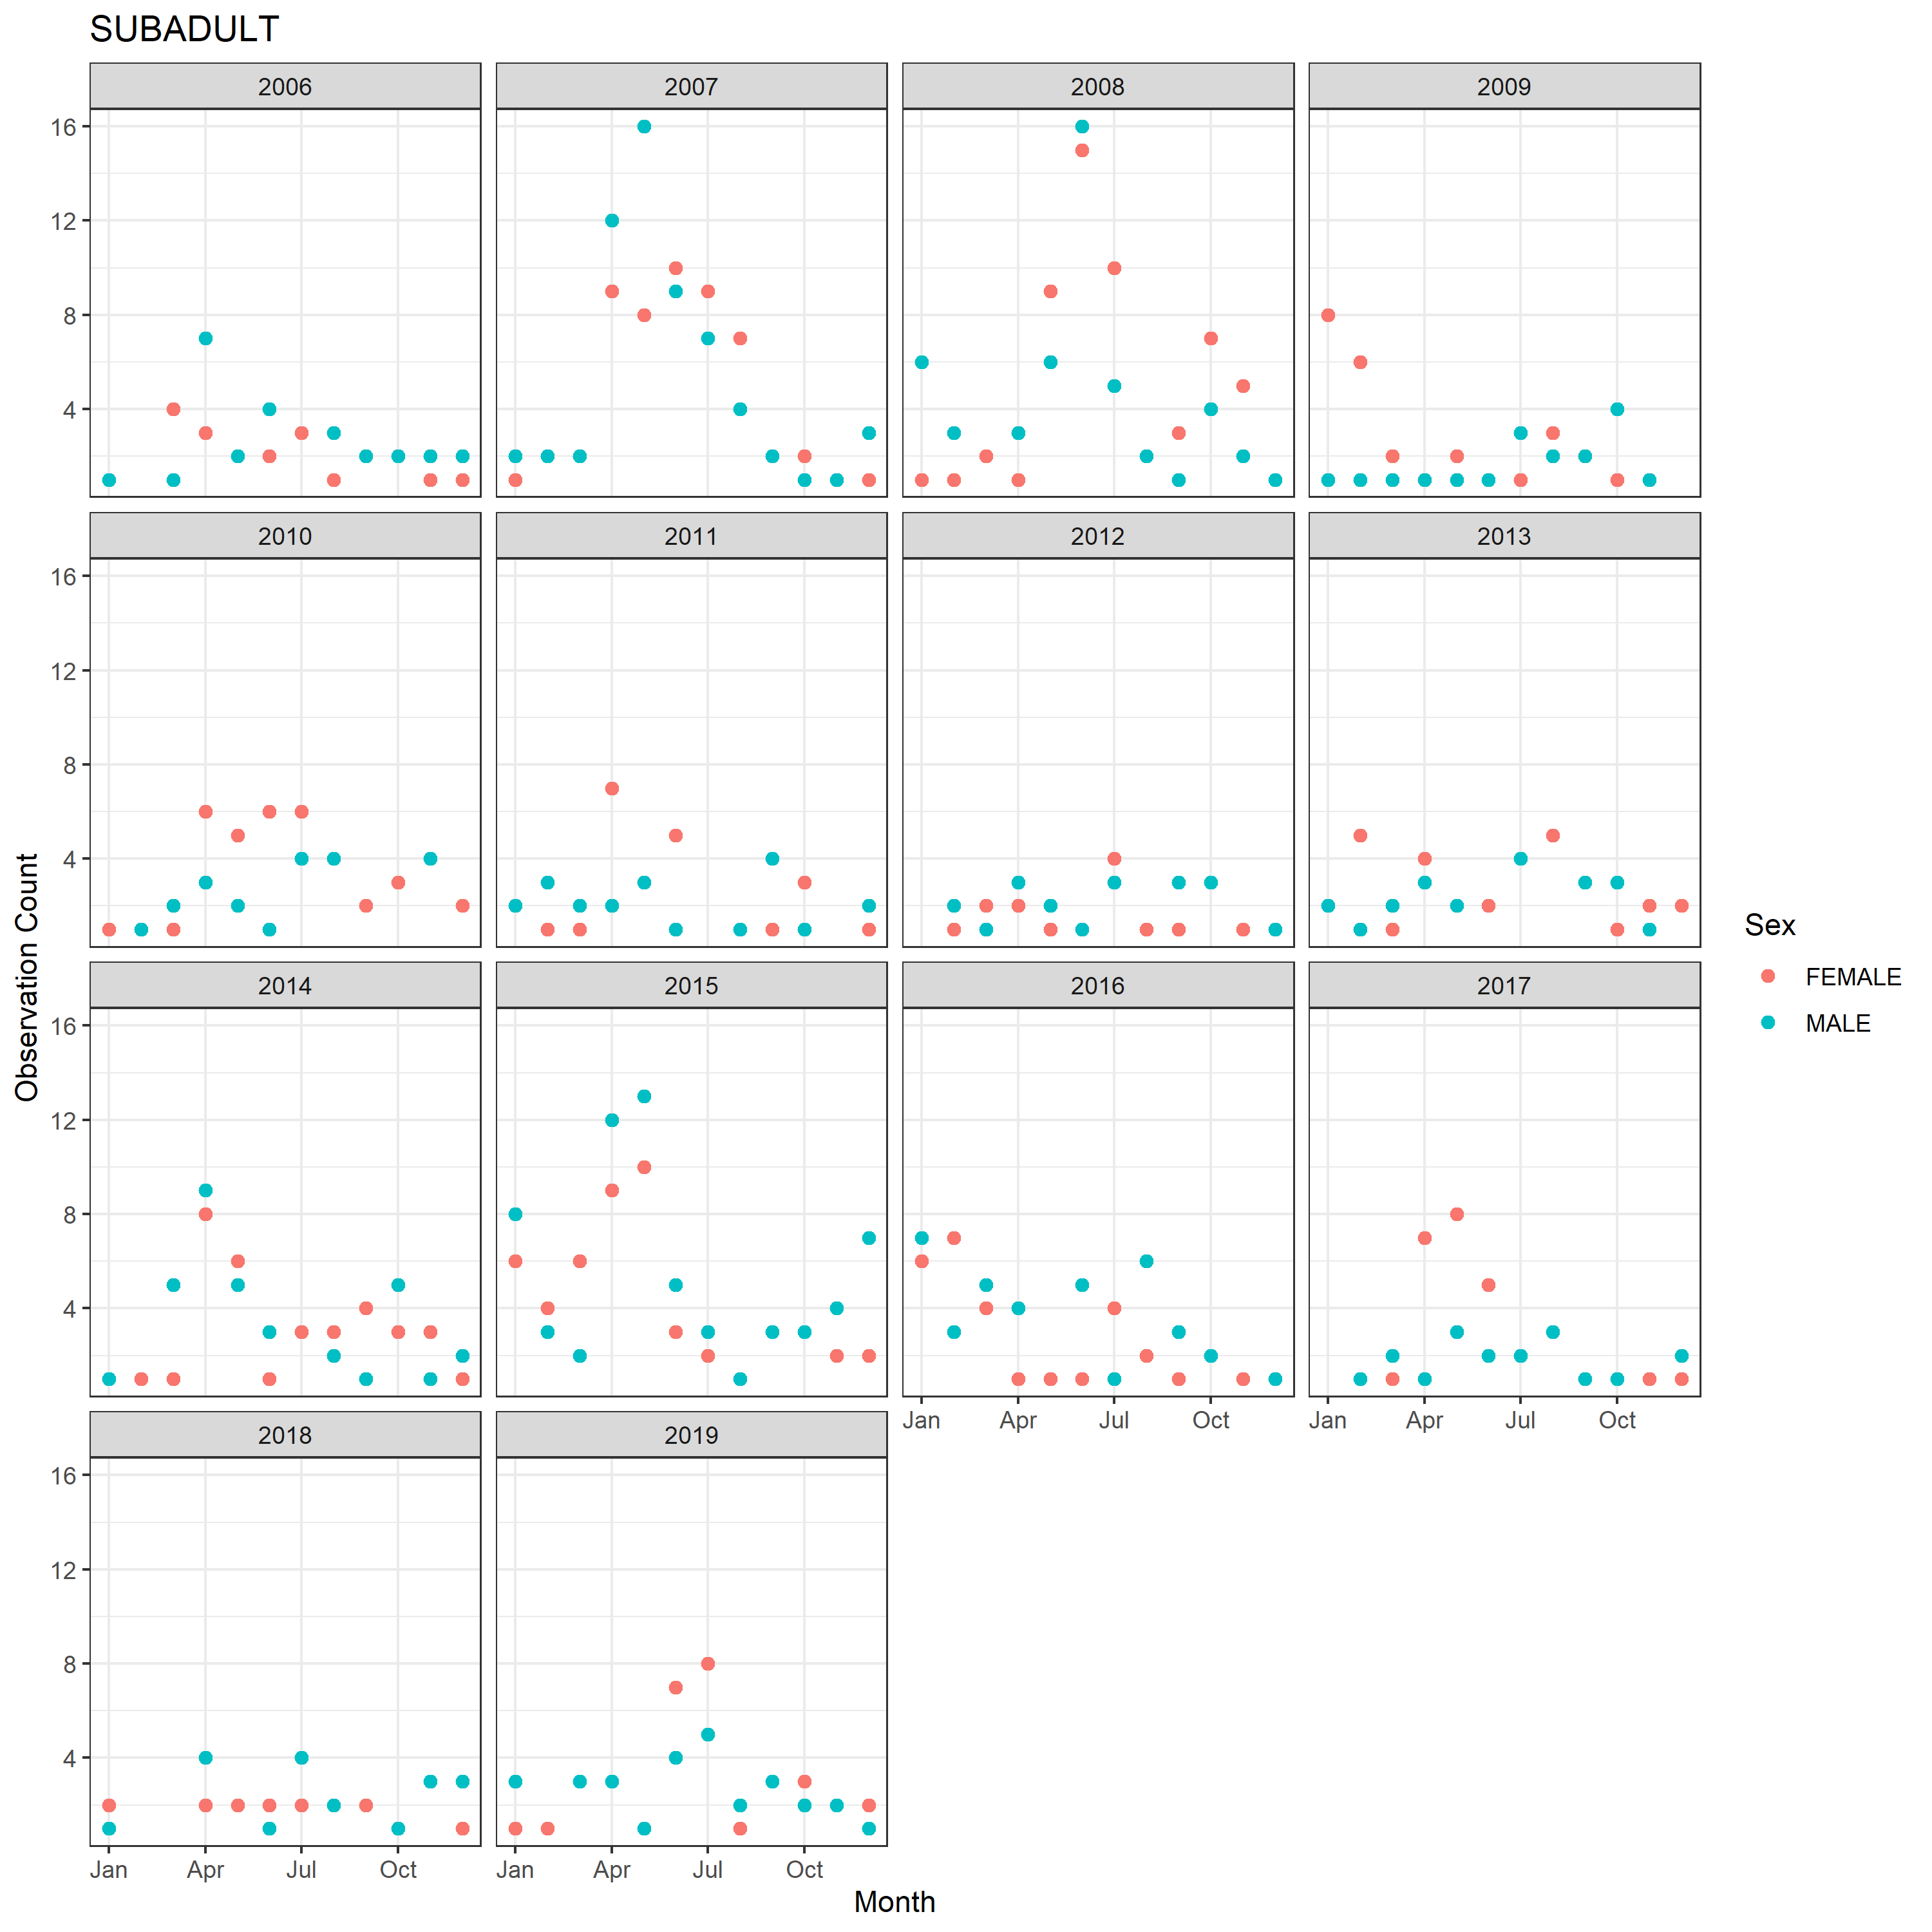 SUBADULT
2006 2007 2008 2009
16
12
8
4
2010 2011 2012 2013
16
12
8
4
2014 2015 2016 2017
16
12
8
4
Jan Apr Jul Oct Jan Apr Jul Oct
2018 2019
16
12
8
4
Jan Apr Jul Oct Jan Apr Jul Oct
Month
Observation Count
Sex
FEMALE
MALE